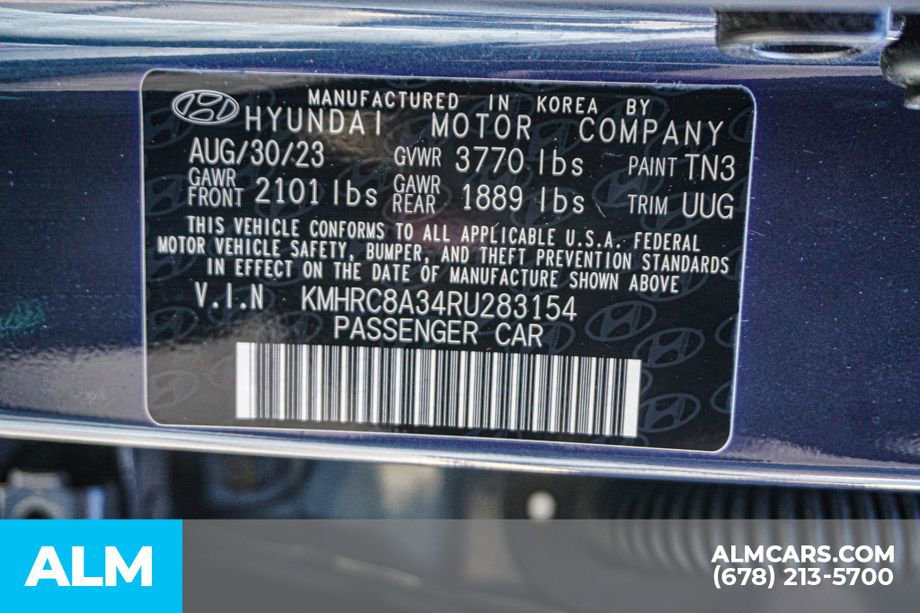 MANUFACTURED IN KOREA BY
HYUNDAI MOTOR COMPANY
AUG/30/23 GVWR 3770 lbs PAINT TN3
GAWR FRONT 2101 lbs GAWR REAR 1889 lbs TRIM UUG
THIS VEHICLE CONFORMS TO ALL APPLICABLE U.S.A. FEDERAL
MOTOR VEHICLE SAFETY, BUMPER, AND THEFT PREVENTION STANDARDS
IN EFFECT ON THE DATE OF MANUFACTURE SHOWN ABOVE
V.I.N KMHRC8A34RU283154
PASSENGER CAR
ALM
ALMCARS.COM
(678) 213-5700